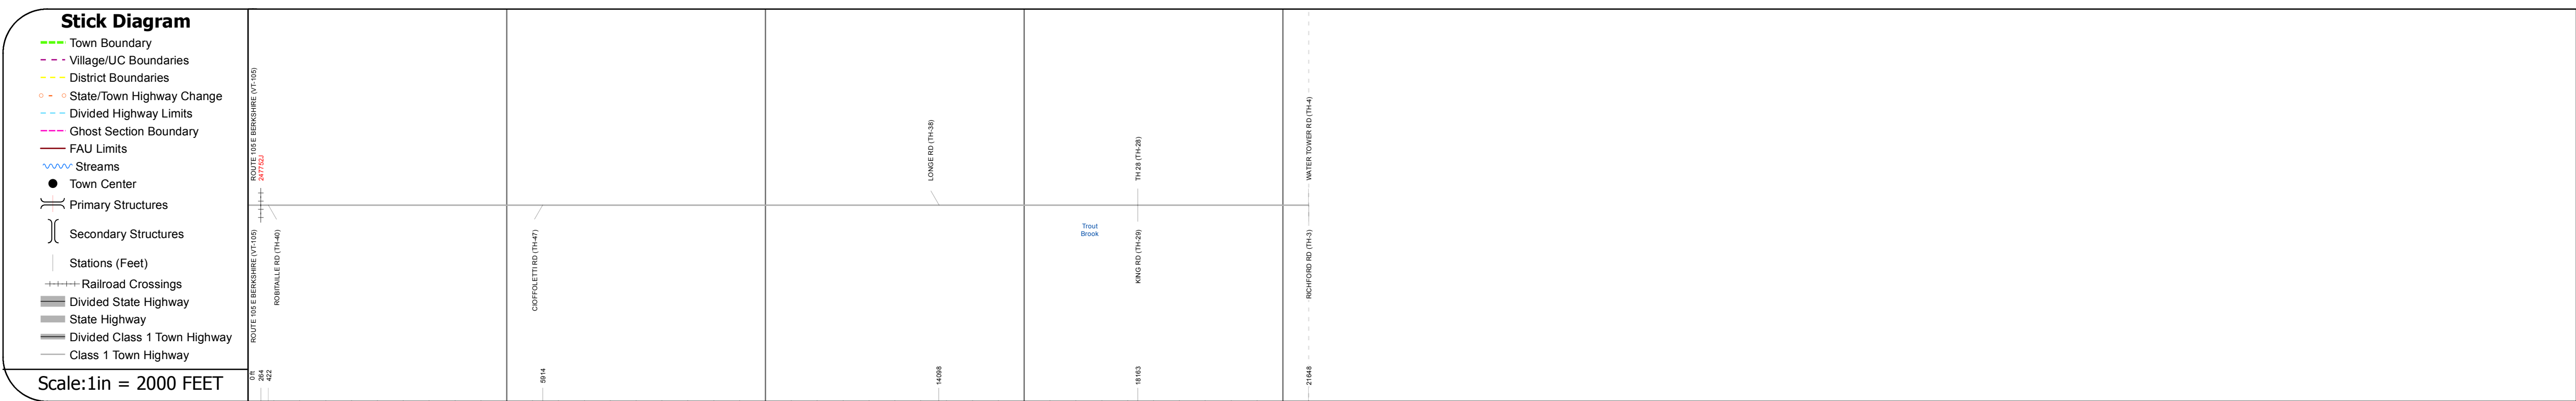 Stick Diagram
Town Boundary
Village/UC Boundaries
District Boundaries
State/Town Highway Change
Divided Highway Limits
Ghost Section Boundary
FAU Limits
Streams
Town Center
Primary Structures
Secondary Structures
Stations (Feet)
Railroad Crossings
Divided State Highway
State Highway
Divided Class 1 Town Highway
Class 1 Town Highway
Scale:1in = 2000 FEET
ROUTE 105 E BERKSHIRE (VT-105)
247752J
LONGE RD (TH-38)
TH 28 (TH-28)
WATER TOWER RD (TH-4)
ROUTE 105 E BERKSHIRE (VT-105)
ROBITAILLE RD (TH-40)
CIOFFOLETTI RD (TH-47)
Trout
Brook
KING RD (TH-29)
RICHFORD RD (TH-3)
0 ft
264
422
5914
14098
18163
21648